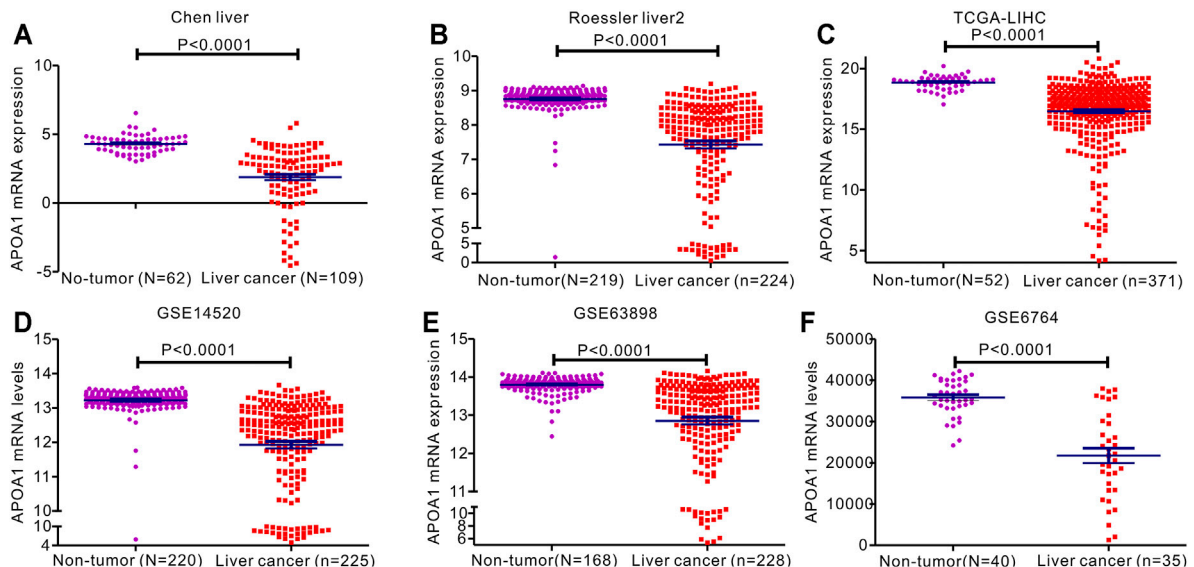 A
Chen liver
P<0.0001
APOA1 mRNA expression
10
5
0
-5
No-tumor (N=62)
Liver cancer (N=109)
B
Roessler liver2
P<0.0001
APOA1 mRNA expression
10
9
8
7
6
5
5
0
Non-tumor(N=219)
Liver cancer (n=224)
C
TCGA-LIHC
P<0.0001
APOA1 mRNA expression
20
15
10
5
Non-tumor(N=52)
Liver cancer (n=371)
D
GSE14520
P<0.0001
APOA1 mRNA levels
15
14
13
12
11
10
10
4
Non-tumor(N=220)
Liver cancer (n=225)
E
GSE63898
P<0.0001
APOA1 mRNA expression
15
14
13
12
11
10
9
8
6
Non-tumor(N=168)
Liver cancer (n=228)
F
GSE6764
P<0.0001
APOA1 mRNA levels
50000
40000
30000
20000
10000
0
Non-tumor(N=40)
Liver cancer (n=35)